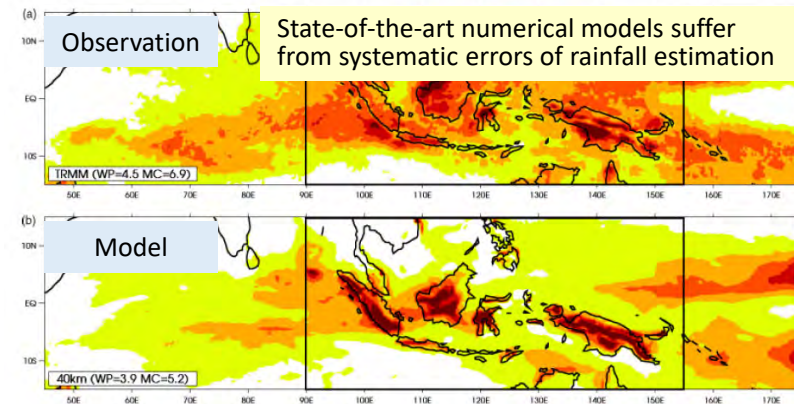 (a)
Observation
State-of-the-art numerical models suffer
from systematic errors of rainfall estimation
10N
EQ
10S
TRMM (WP=4.5 MC=6.9)
50E 60E 70E 80E 90E 100E 110E 120E 130E 140E 150E 160E 170E
(b)
Model
10N
EQ
10S
40km (WP=3.9 MC=5.2)
50E 60E 70E 80E 90E 100E 110E 120E 130E 140E 150E 160E 170E